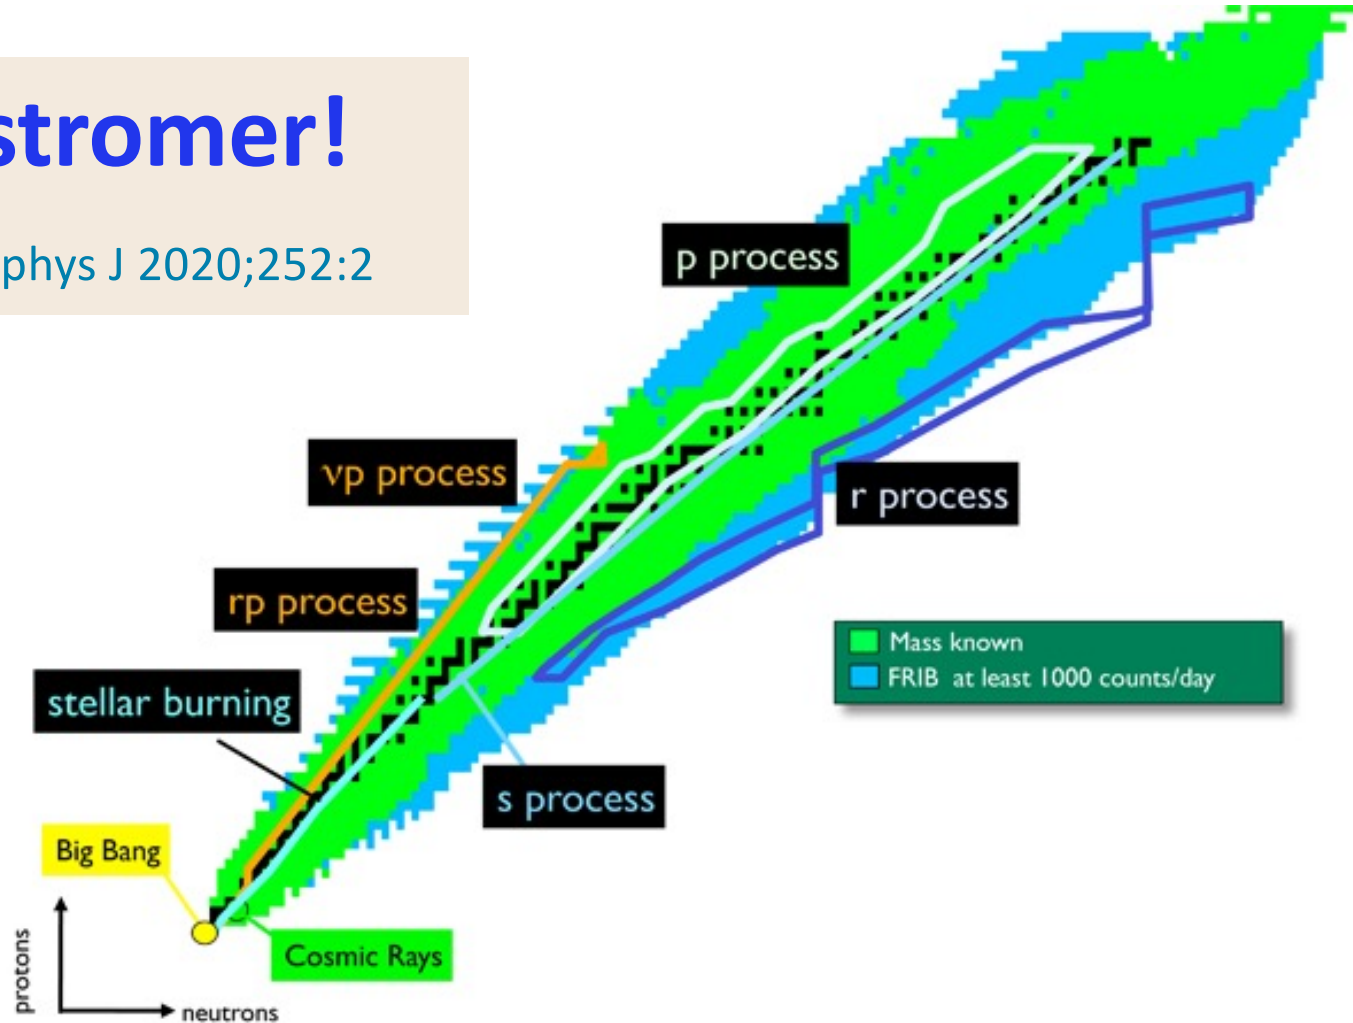 stromer!
phys J 2020;252:2
p process
νp process
r process
rp process
Mass known
FRIB at least 1000 counts/day
stellar burning
s process
Big Bang
Cosmic Rays
protons
neutrons